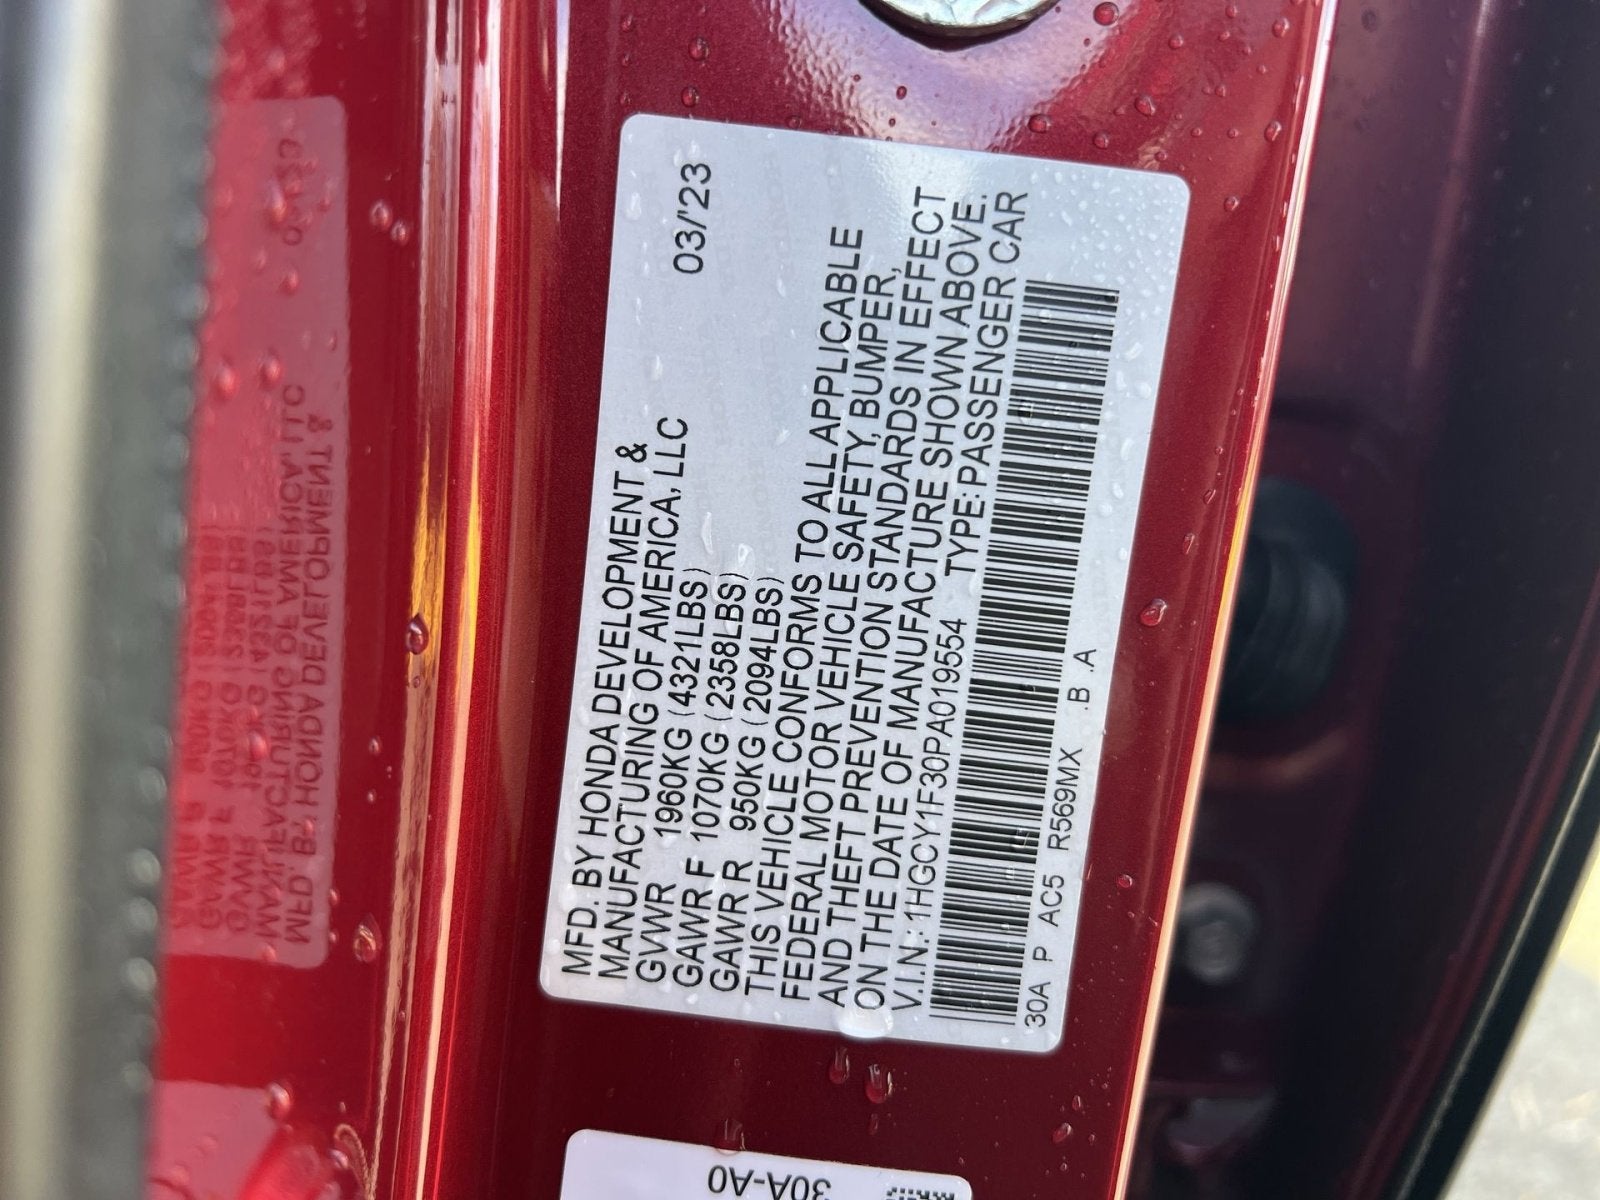 MFD. BY HONDA DEVELOPMENT &
MANUFACTURING OF AMERICA, LLC 03/'23
GVWR 1960KG (4321LBS)
GAWR F 1070KG (2358LBS)
GAWR R 950KG (2094LBS)
THIS VEHICLE CONFORMS TO ALL APPLICABLE
FEDERAL MOTOR VEHICLE SAFETY, BUMPER,
AND THEFT PREVENTION STANDARDS IN EFFECT
ON THE DATE OF MANUFACTURE SHOWN ABOVE.
V.I.N.: 1HGCY1F30PA019554 TYPE: PASSENGER CAR
30A P AC5 R569MX .B .A
30A-A0